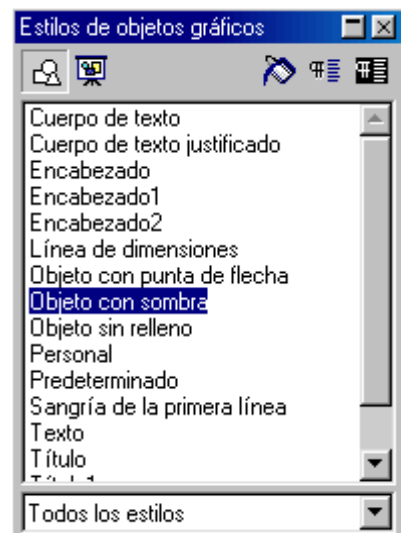 Estilos de objetos gráficos
Cuerpo de texto
Cuerpo de texto justificado
Encabezado
Encabezado1
Encabezado2
Línea de dimensiones
Objeto con punta de flecha
Objeto con sombra
Objeto sin relleno
Personal
Predeterminado
Sangría de la primera línea
Texto
Título
Todos los estilos